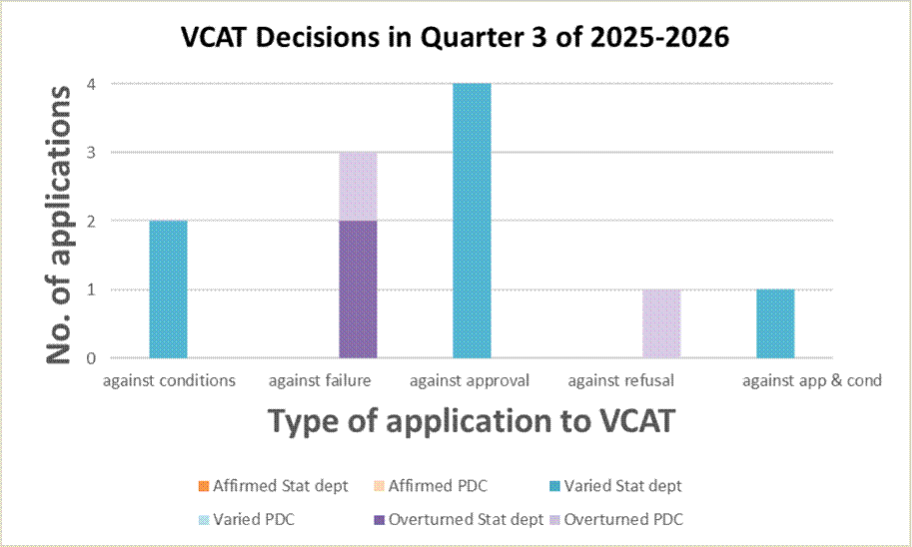 VCAT Decisions in Quarter 3 of 2025-2026
No. of applications
4
3
2
1
0
against conditions against failure against approval against refusal against app & cond
Type of application to VCAT
Affirmed Stat dept Affirmed PDC Varied Stat dept
Varied PDC Overturned Stat dept Overturned PDC